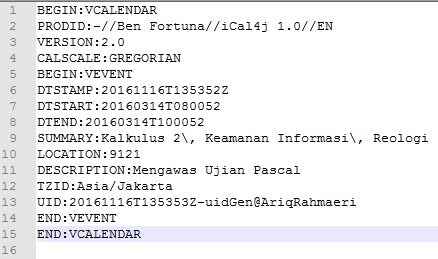 1 BEGIN:VCALENDAR
2 PRODID:-//Ben Fortuna//iCal4j 1.0//EN
3 VERSION:2.0
4 CALSCALE:GREGORIAN
5 BEGIN:VEVENT
6 DTSTAMP:20161116T135352Z
7 DTSTART:20160314T080052
8 DTEND:20160314T100052
9 SUMMARY:Kalkulus 2\, Keamanan Informasi\, Reologi
10 LOCATION:9121
11 DESCRIPTION:Mengawas Ujian Pascal
12 TZID:Asia/Jakarta
13 UID:20161116T135353Z-uidGen@AriqRahmaeri
14 END:VEVENT
15 END:VCALENDAR
16